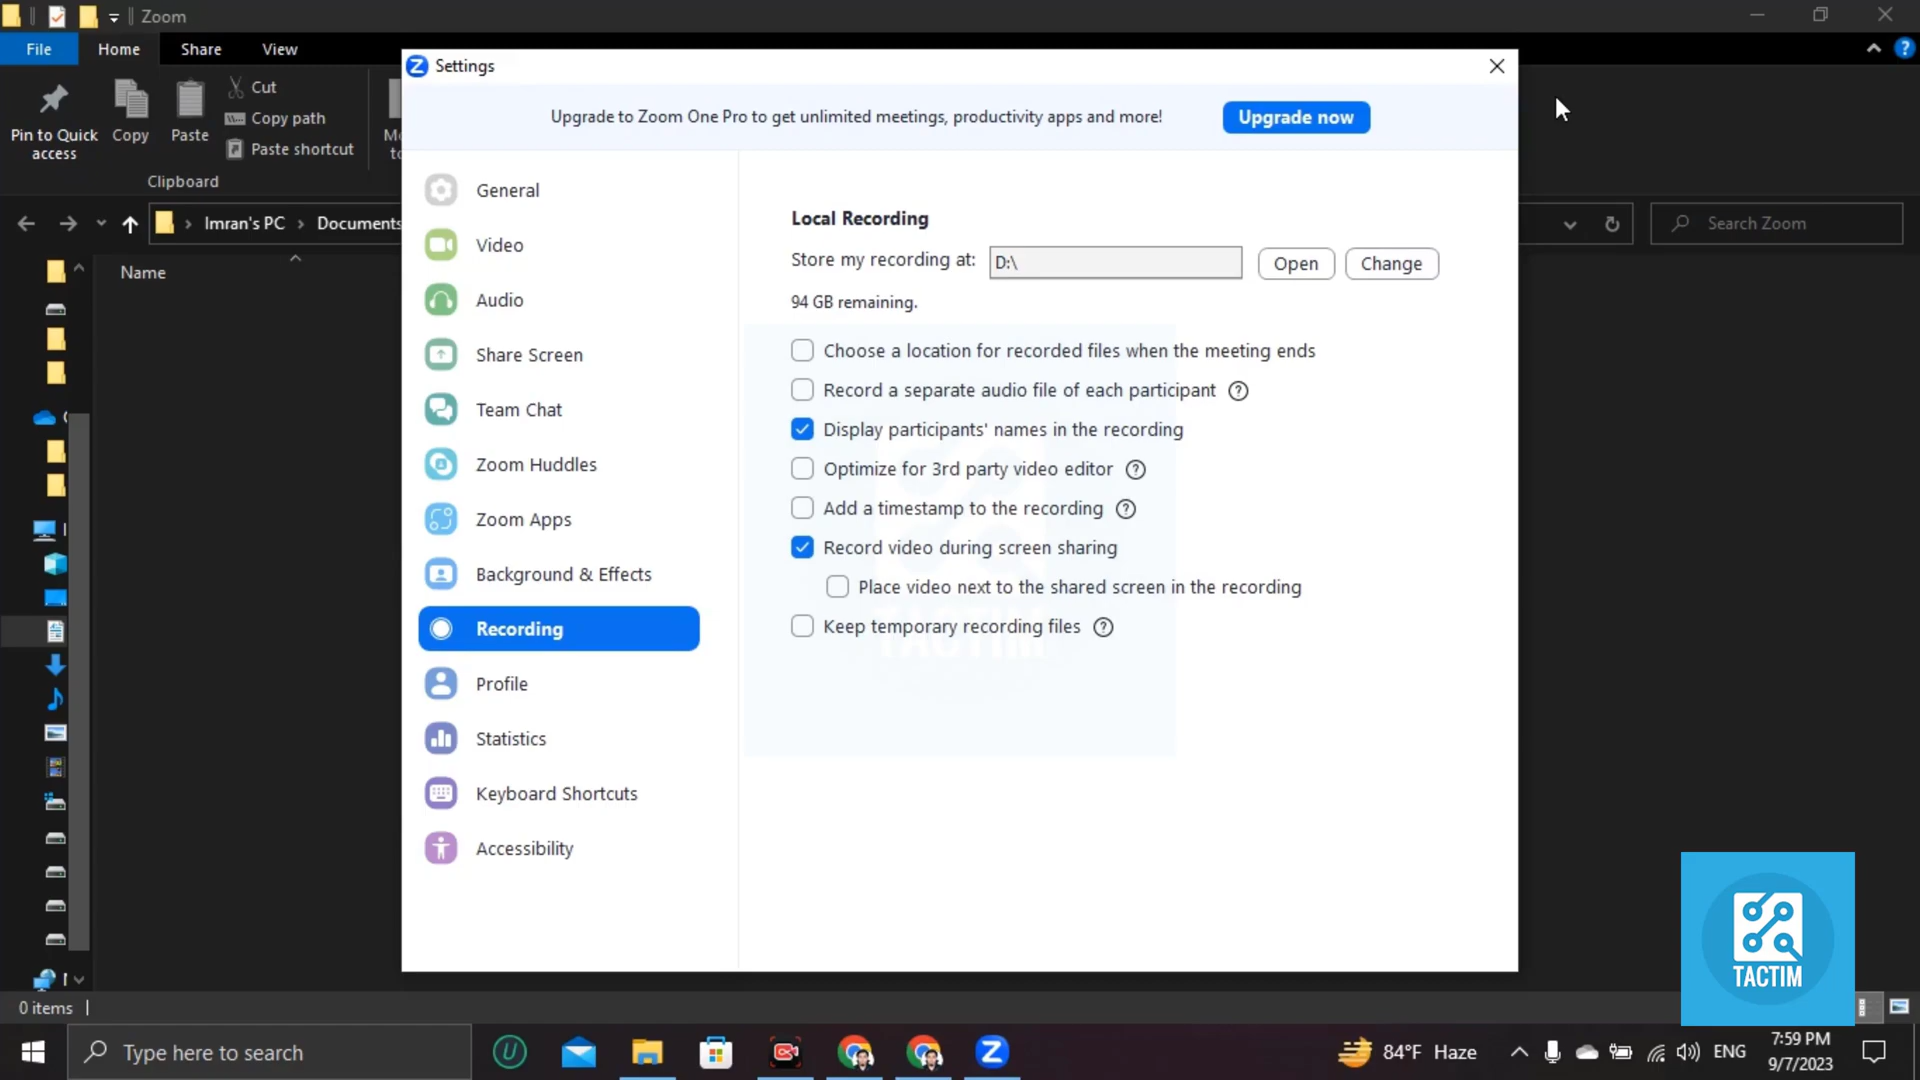 Zoom
File Home Share View
Settings
Upgrade to Zoom One Pro to get unlimited meetings, productivity apps and more!
Upgrade now
Pin to Quick
access
Copy
Paste
Cut
Copy path
Paste shortcut
Clipboard
Imran's PC
Documents
Search Zoom
Name
General
Video
Audio
Share Screen
Team Chat
Zoom Huddles
Zoom Apps
Background & Effects
Recording
Profile
Statistics
Keyboard Shortcuts
Accessibility
Local Recording
Store my recording at: D:\ Open Change
94 GB remaining.
Choose a location for recorded files when the meeting ends
Record a separate audio file of each participant
Display participants' names in the recording
Optimize for 3rd party video editor
Add a timestamp to the recording
Record video during screen sharing
Place video next to the shared screen in the recording
Keep temporary recording files
TACTIM
TACTIM
0 items
Type here to search
84°F Haze
ENG
7:59 PM
9/7/2023